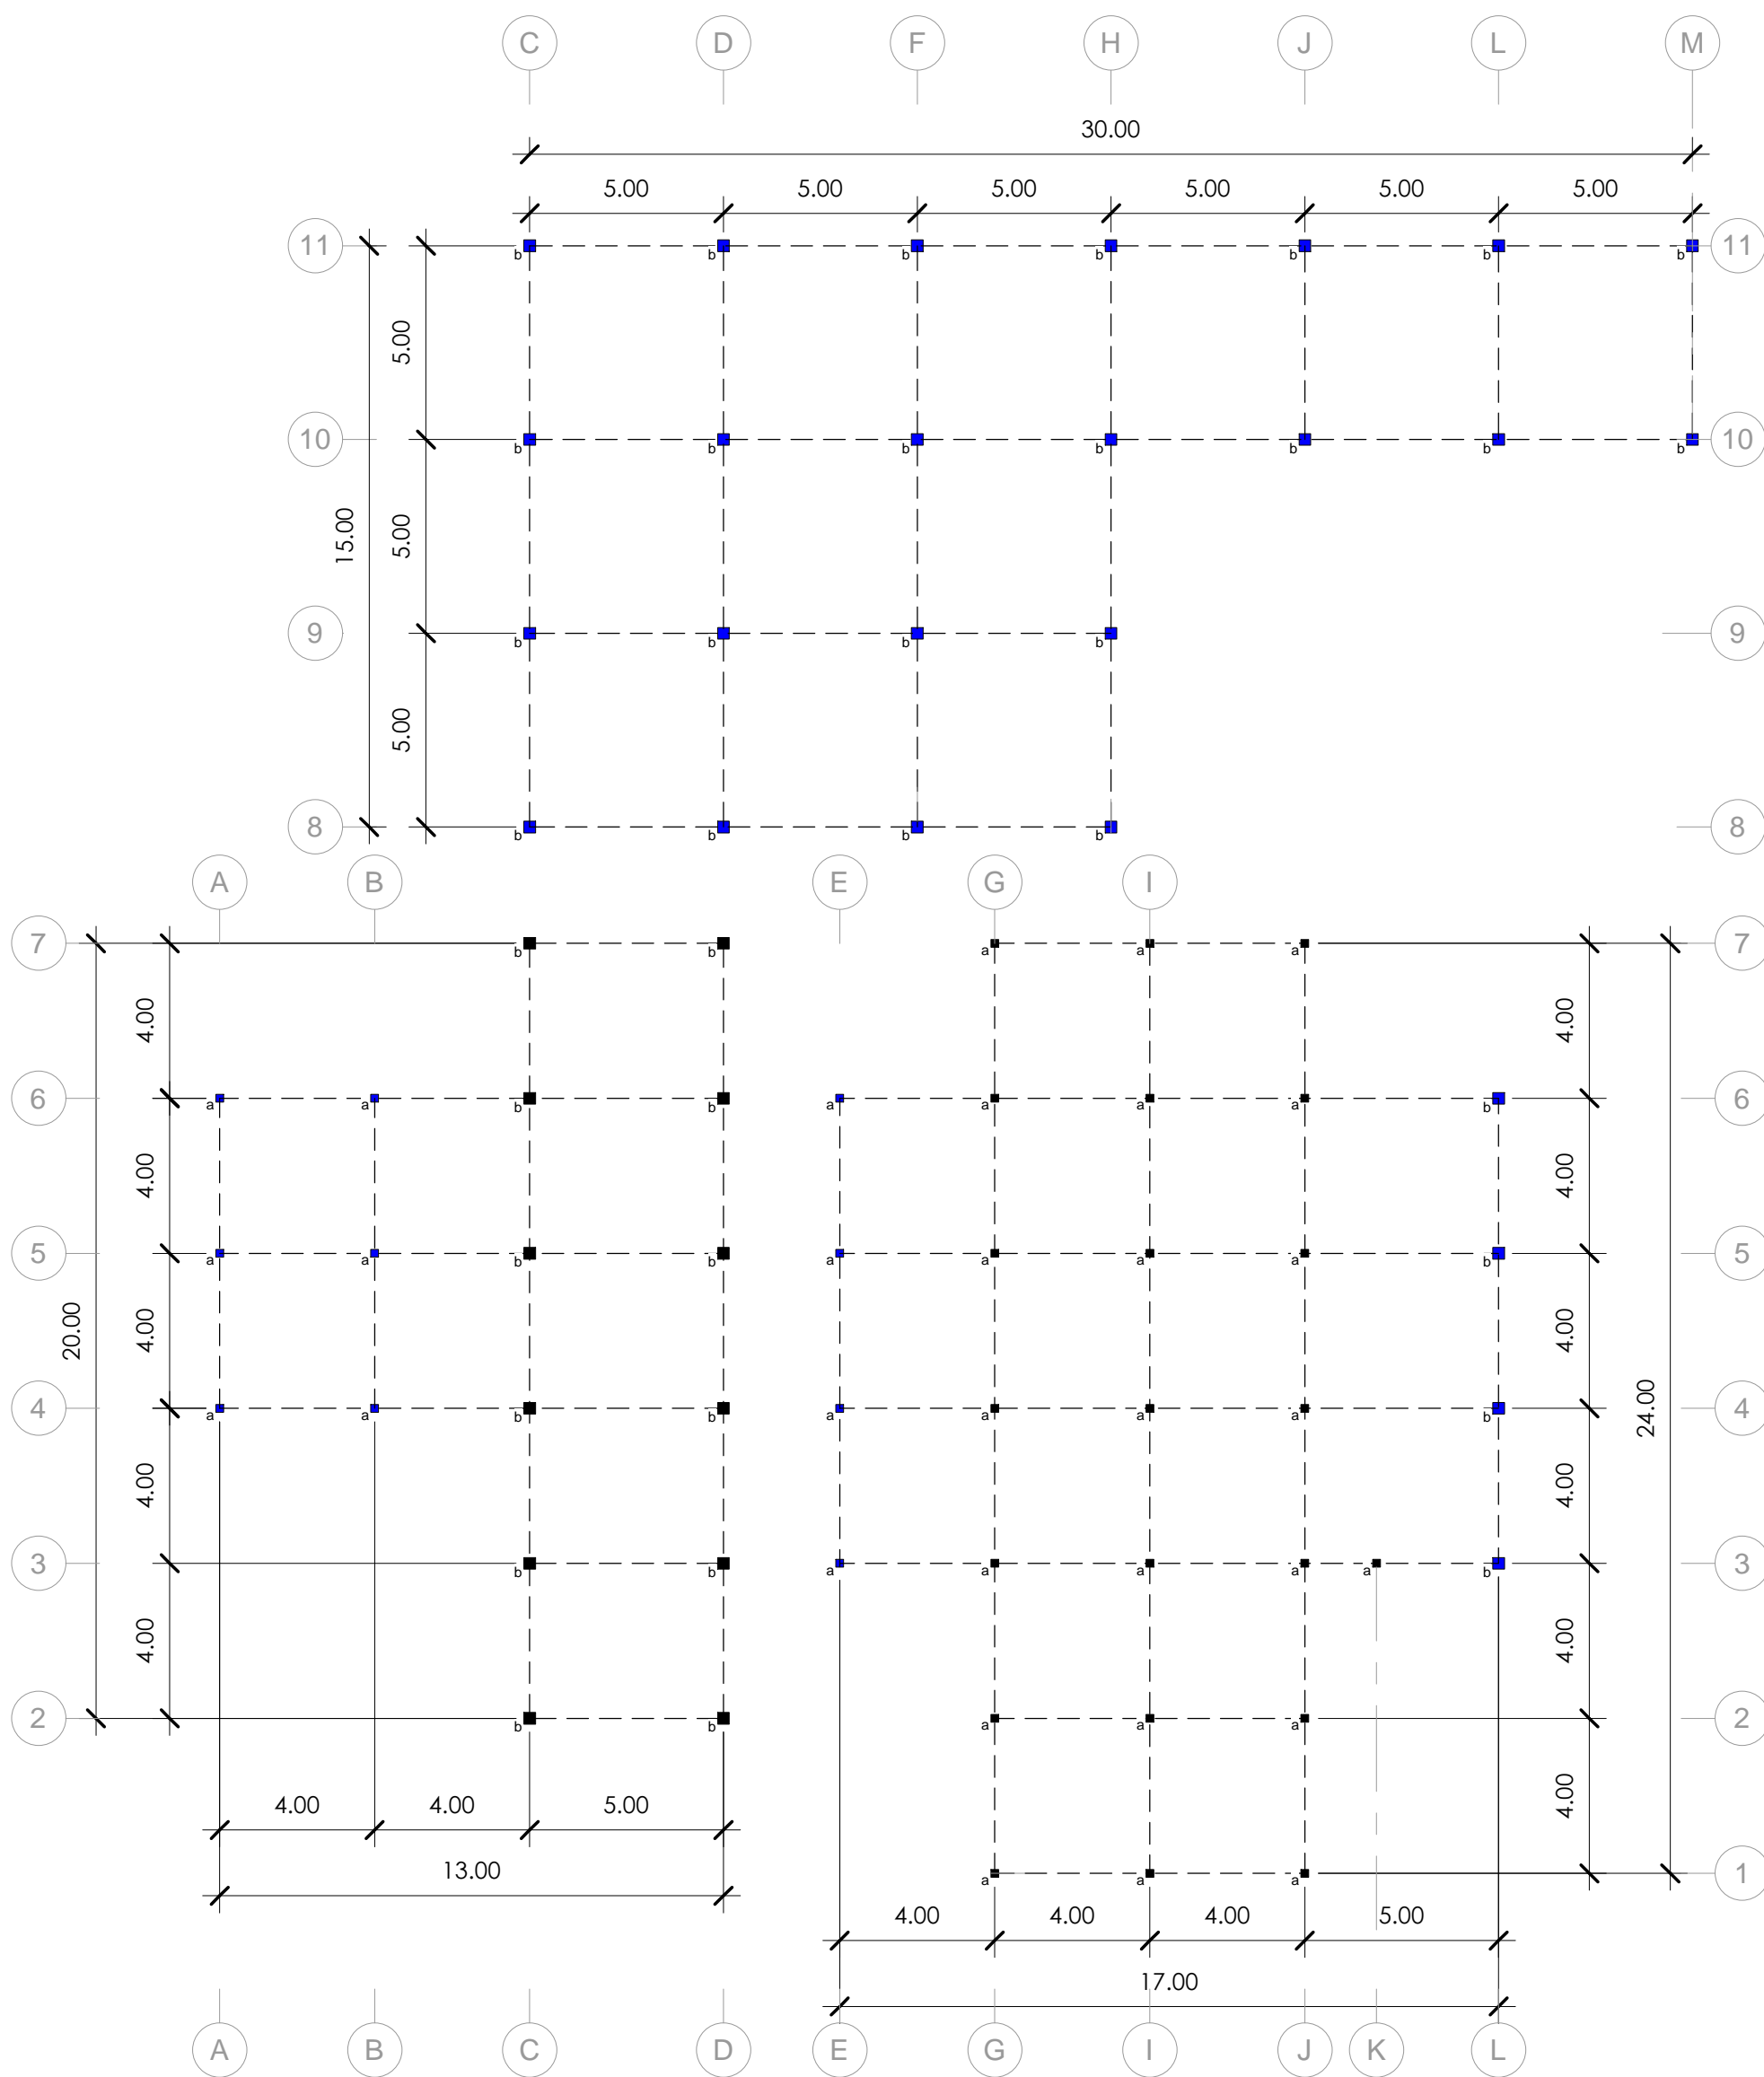 C D F H J L M
30.00
5.00 5.00 5.00 5.00 5.00 5.00
11 11
b b b b b b b
5.00
10 10
b b b b b b b
15.00 5.00
9 9
b b b b
5.00
8 8
b b b b
A B E G I
7 7
b b a a a
4.00 4.00
6 6
a a b b a a a a b
4.00 4.00
5 5
a a b b a a a a b
20.00 4.00 4.00
4 24.00 4
a a b b a a a a b
4.00 4.00
3 3
b b a a a a a b
4.00 4.00
2 2
b b a a a
4.00 4.00 5.00 4.00
13.00 1
a a a
4.00 4.00 4.00 5.00
17.00
A B C D E G I J K L